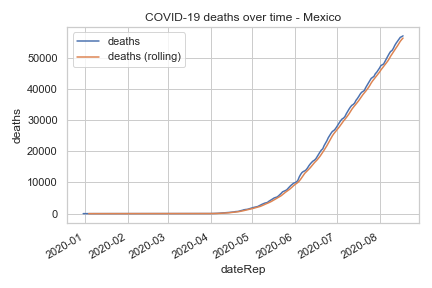 COVID-19 deaths over time - Mexico
deaths
deaths (rolling)
deaths
50000
40000
30000
20000
10000
0
2020-01
2020-02
2020-03
2020-04
2020-05
2020-06
2020-07
2020-08
dateRep